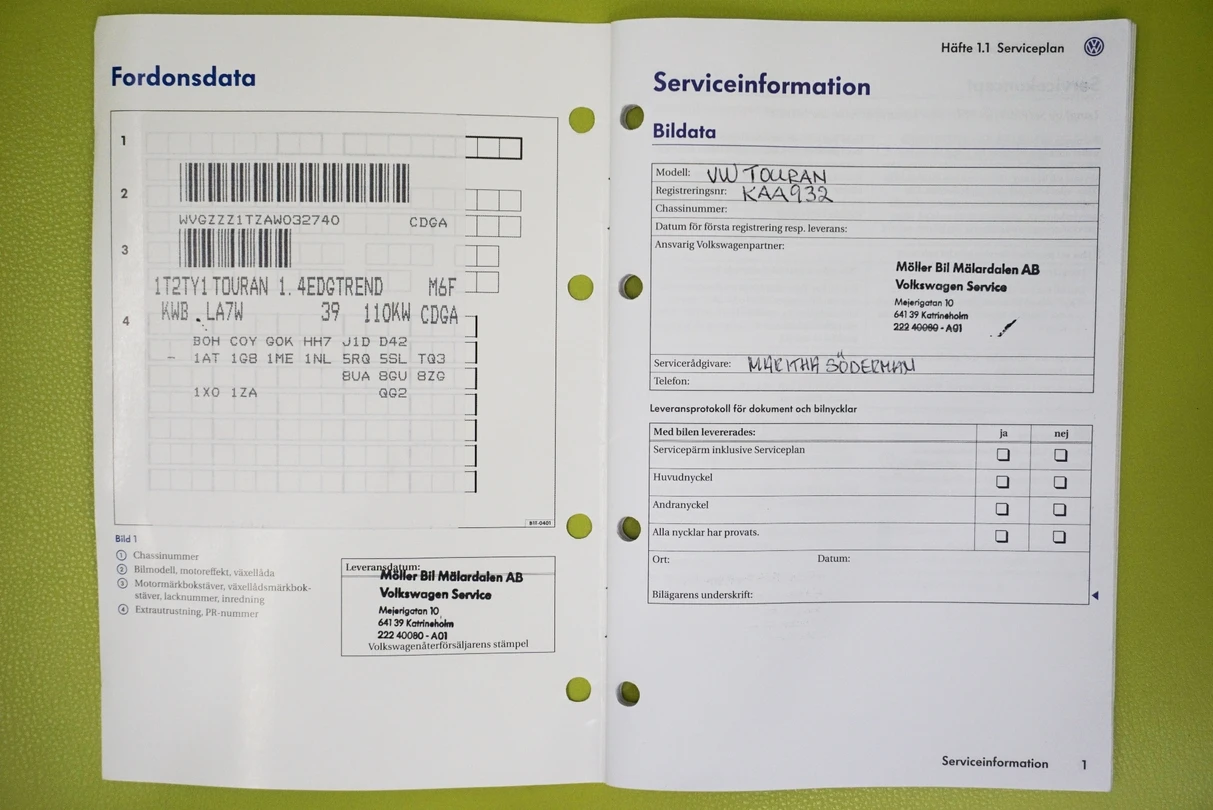 Fordonsdata
1
2
WVGZZZ1TZAW032740 CDGA
3
1T2TY1 TOURAN 1.4EDGTREND M6F
KWB.LA7W 39 110KW CDGA
4
BOH COY GOK HH7 J1D D42
- 1AT 1G8 1ME 1NL 5RQ 5SL TQ3
8UA 8GU 8ZG
1XO 1ZA QG2
B1T-0401
Bild 1
1 Chassinummer
2 Bilmodell, motoreffekt, växellåda
3 Motormärkbokstäver, växellådsmärkbok-
stäver, lacknummer, inredning
4 Extrautrustning, PR-nummer
Leveransdatum:
Möller Bil Mälardalen AB
Volkswagen Service
Mejerigatan 10
641 39 Katrineholm
222 40080 - A01
Volkswagenåterförsäljarens stämpel
Häfte 1.1 Serviceplan
Serviceinformation
Bildata
Modell: VW TOURAN
Registreringsnr: KAA932
Chassinummer:
Datum för första registrering resp. leverans:
Ansvarig Volkswagenpartner:
Möller Bil Mälardalen AB
Volkswagen Service
Mejerigatan 10
641 39 Katrineholm
222 40080 - A01
Servicerådgivare: MARITHA SÖDERMAN
Telefon:
Leveransprotokoll för dokument och bilnycklar
Med bilen levererades: ja nej
Servicepärm inklusive Serviceplan
Huvudnyckel
Andranyckel
Alla nycklar har provats.
Ort: Datum:
Bilägarens underskrift:
Serviceinformation 1